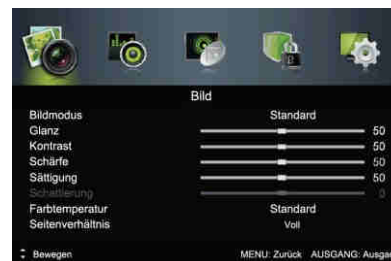 Bild
Bildmodus Standard
Glanz 50
Kontrast 50
Schärfe 50
Sättigung 50
Schattierung 0
Farbtemperatur Standard
Seitenverhältnis Voll
Bewegen MENU: Zurück AUSGANG: Ausgang